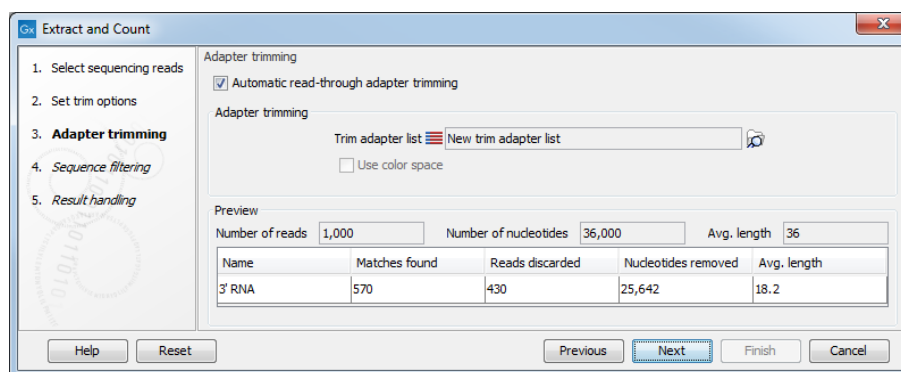 Gx Extract and Count
X
1. Select sequencing reads
2. Set trim options
3. Adapter trimming
4. Sequence filtering
5. Result handling
Adapter trimming
Automatic read-through adapter trimming
Adapter trimming
Trim adapter list New trim adapter list
Use color space
Preview
Number of reads 1,000 Number of nucleotides 36,000 Avg. length 36
Name Matches found Reads discarded Nucleotides removed Avg. length
3' RNA 570 430 25,642 18.2
Help Reset Previous Next Finish Cancel